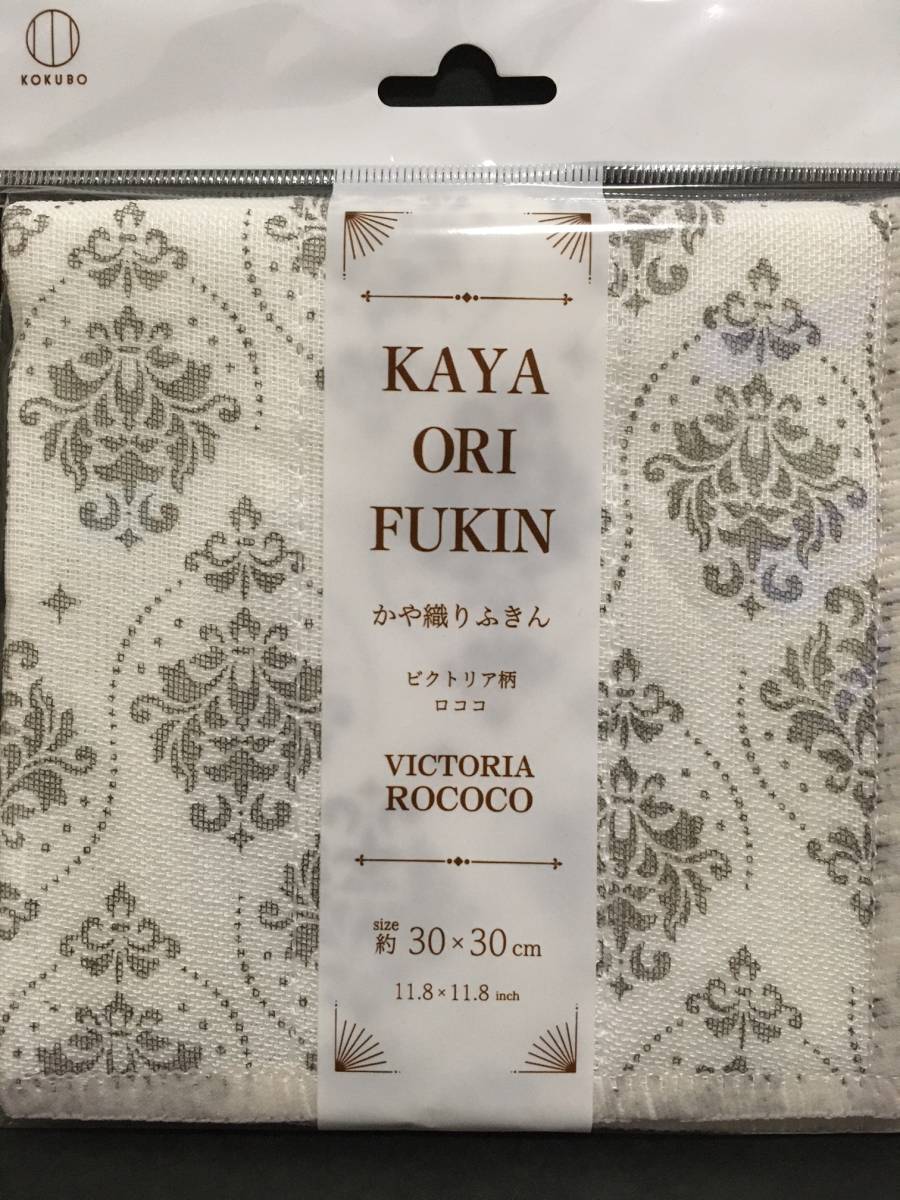 KOKUBO
KAYA
ORI
FUKIN
かや織りふきん
ビクトリア柄
ロココ
VICTORIA
ROCOCO
size
約 30×30 cm
11.8×11.8 inch